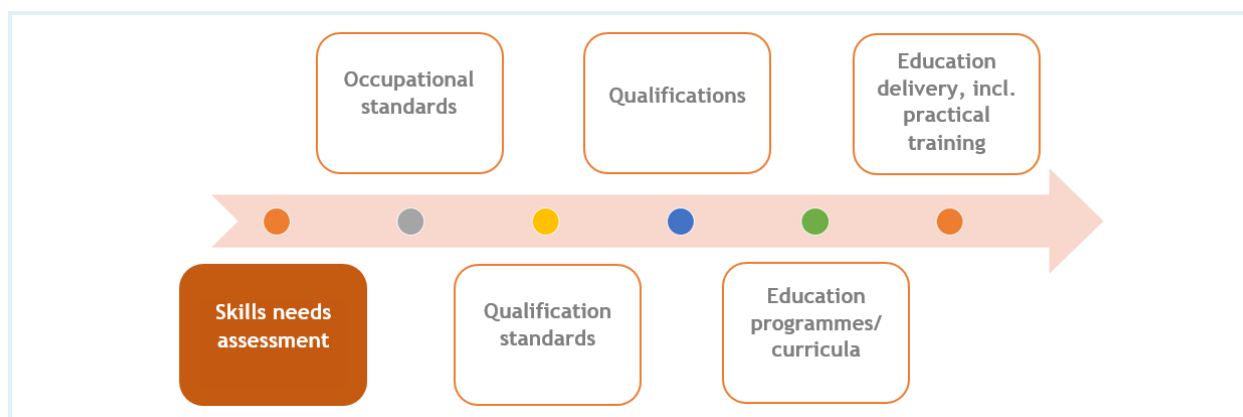 Occupational
standards
Qualifications
Education
delivery, incl.
practical
training
Skills needs
assessment
Qualification
standards
Education
programmes/
curricula